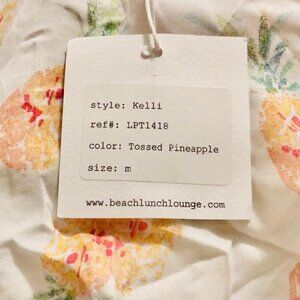 style: Kelli
ref#: LPT1418
color: Tossed Pineapple
size: m
www.beachlunchlounge.com